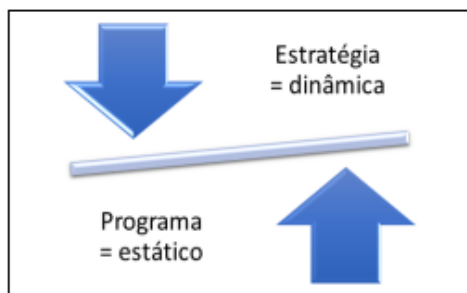 Estratégia
= dinâmica
Programa
= estático